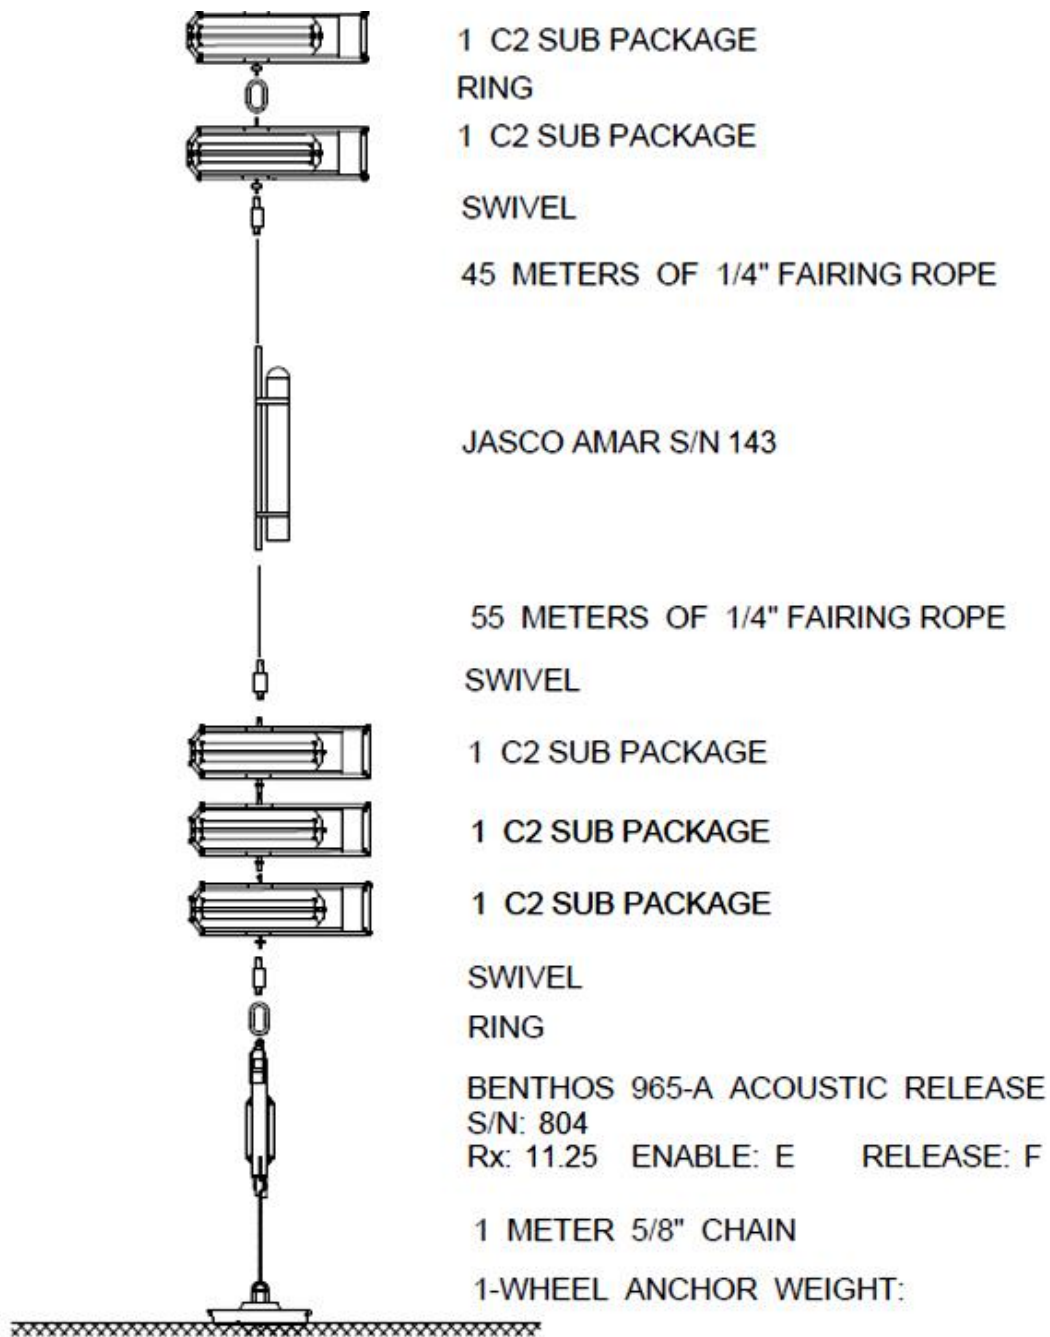 1 C2 SUB PACKAGE
RING
1 C2 SUB PACKAGE
SWIVEL
45 METERS OF 1/4" FAIRING ROPE
JASCO AMAR S/N 143
55 METERS OF 1/4" FAIRING ROPE
SWIVEL
1 C2 SUB PACKAGE
1 C2 SUB PACKAGE
1 C2 SUB PACKAGE
SWIVEL
RING
BENTHOS 965-A ACOUSTIC RELEASE
S/N: 804
Rx: 11.25 ENABLE: E RELEASE: F
1 METER 5/8" CHAIN
1-WHEEL ANCHOR WEIGHT: